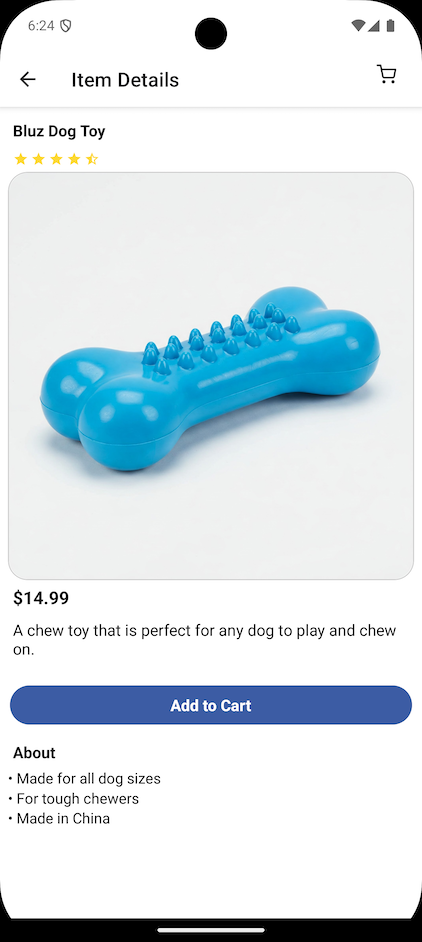 6:24
Item Details
Bluz Dog Toy
$14.99
A chew toy that is perfect for any dog to play and chew
on.
Add to Cart
About
• Made for all dog sizes
• For tough chewers
• Made in China